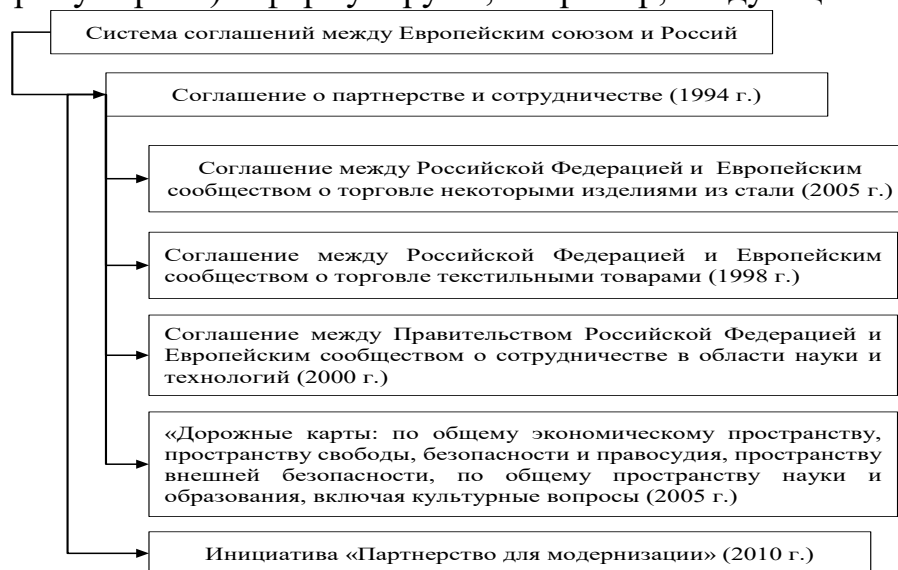 Система соглашений между Европейским союзом и Россий
Соглашение о партнерстве и сотрудничестве (1994 г.)
Соглашение между Российской Федерацией и Европейским
сообществом о торговле некоторыми изделиями из стали (2005 г.)
Соглашение между Российской Федерацией и Европейским
сообществом о торговле текстильными товарами (1998 г.)
Соглашение между Правительством Российской Федерацией и
Европейским сообществом о сотрудничестве в области науки и
технологий (2000 г.)
«Дорожные карты: по общему экономическому пространству,
пространству свободы, безопасности и правосудия, пространству
внешней безопасности, по общему пространству науки и
образования, включая культурные вопросы (2005 г.)
Инициатива «Партнерство для модернизации» (2010 г.)